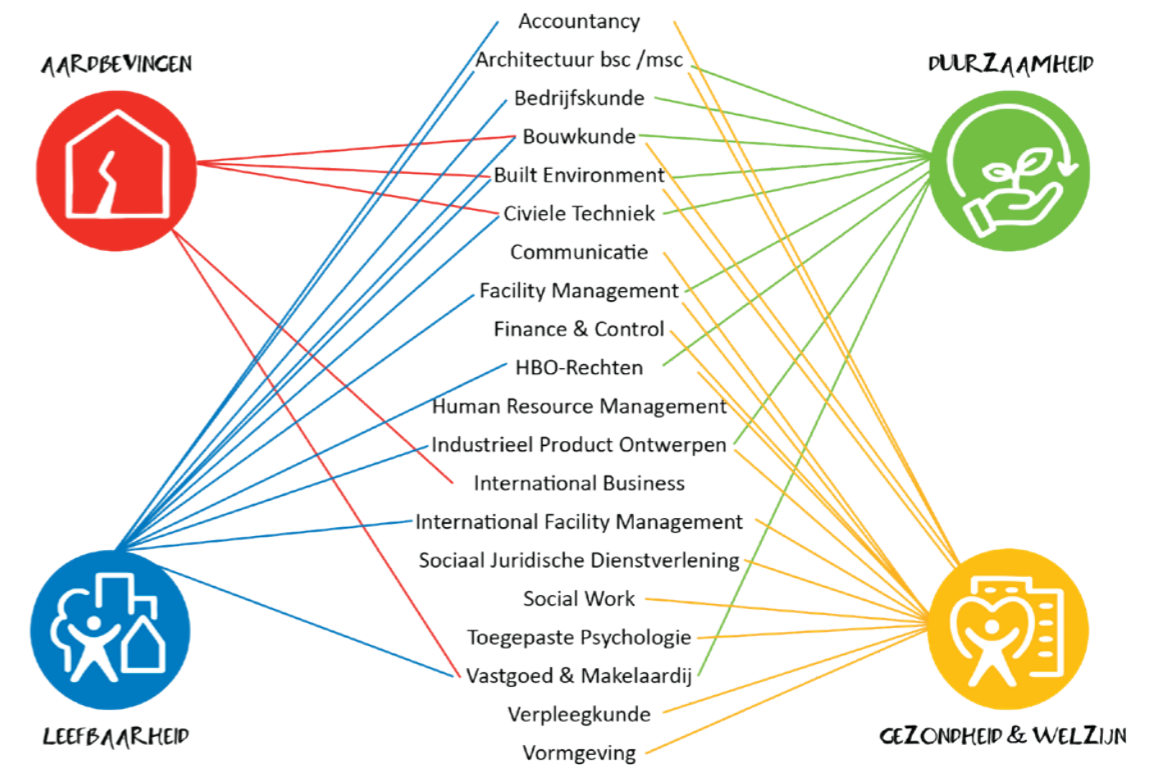 AARDBEVINGEN
DUURZAAMHEID
Accountancy
Architectuur bsc /msc
Bedrijfskunde
Bouwkunde
Built Environment
Civiele Techniek
Communicatie
Facility Management
Finance & Control
HBO-Rechten
Human Resource Management
Industrieel Product Ontwerpen
International Business
International Facility Management
Sociaal Juridische Dienstverlening
Social Work
Toegepaste Psychologie
Vastgoed & Makelaardij
Verpleegkunde
Vormgeving
LEEFBAARHEID
GEZONDHEID & WELZIJN